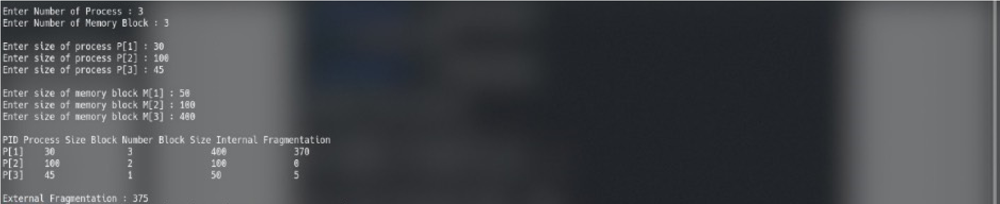 Enter Number of Process : 3
Enter Number of Memory Block : 3
Enter size of process P[1] : 30
Enter size of process P[2] : 100
Enter size of process P[3] : 45
Enter size of memory block M[1] : 50
Enter size of memory block M[2] : 100
Enter size of memory block M[3] : 400
PID Process Size Block Number Block Size Internal Fragmentation
P[1] 30 3 400 370
P[2] 100 2 100 0
P[3] 45 1 50 5
External Fragmentation : 375